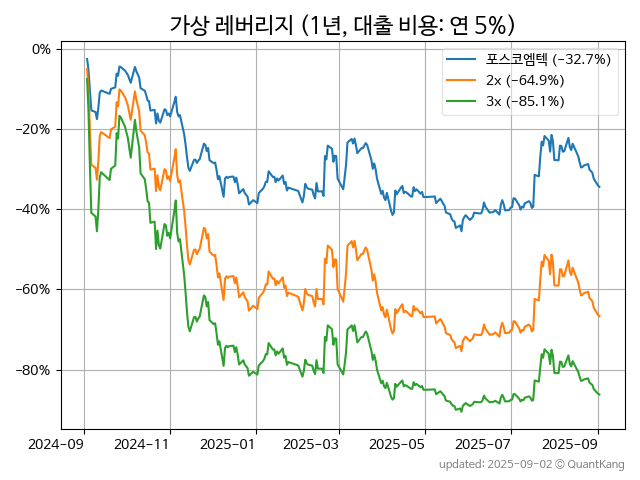 가상 레버리지 (1년, 대출 비용: 연 5%)
포스코엠텍 (−32.7%)
2x (−64.9%)
3x (−85.1%)
0%
−20%
−40%
−60%
−80%
2024-09
2024-11
2025-01
2025-03
2025-05
2025-07
2025-09
updated: 2025-09-02 © QuantKang